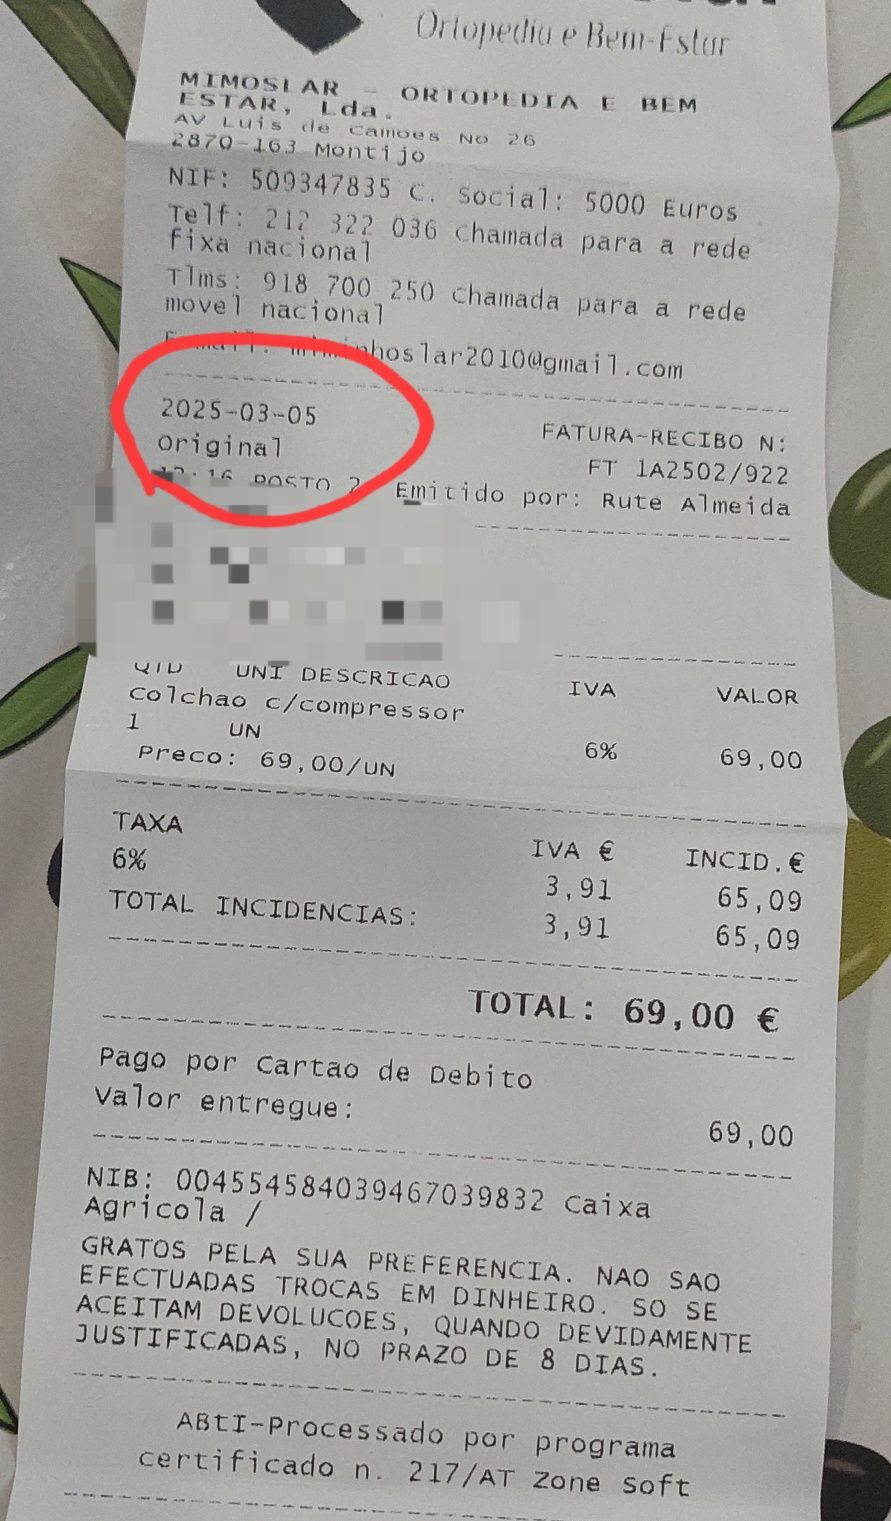 Ortopedia e Bem-Estar
MIMOSLAR - ORTOPEDIA E BEM
ESTAR, Lda.
AV Luis de Camoes No 26
2870-163 Montijo
NIF: 509347835 C. Social: 5000 Euros
Telf: 212 322 036 Chamada para a rede
fixa nacional
Tlms: 918 700 250 Chamada para a rede
movel nacional
E-mail: miminhoslar2010@gmail.com
2025-03-05
FATURA-RECIBO N:
Original
FT 1A2502/922
POSTO 2 Emitido por: Rute Almeida
QTD UNI DESCRICAO IVA VALOR
Colchao c/compressor
1 UN 6% 69,00
Preco: 69,00/UN
TAXA IVA € INCID.€
6% 3,91 65,09
TOTAL INCIDENCIAS: 3,91 65,09
TOTAL: 69,00 €
Pago por Cartao de Debito
Valor entregue: 69,00
NIB: 004554584039467039832 Caixa
Agricola /
GRATOS PELA SUA PREFERENCIA. NAO SAO
EFECTUADAS TROCAS EM DINHEIRO. SO SE
ACEITAM DEVOLUCOES, QUANDO DEVIDAMENTE
JUSTIFICADAS, NO PRAZO DE 8 DIAS.
ABtI-Processado por programa
certificado n. 217/AT Zone Soft